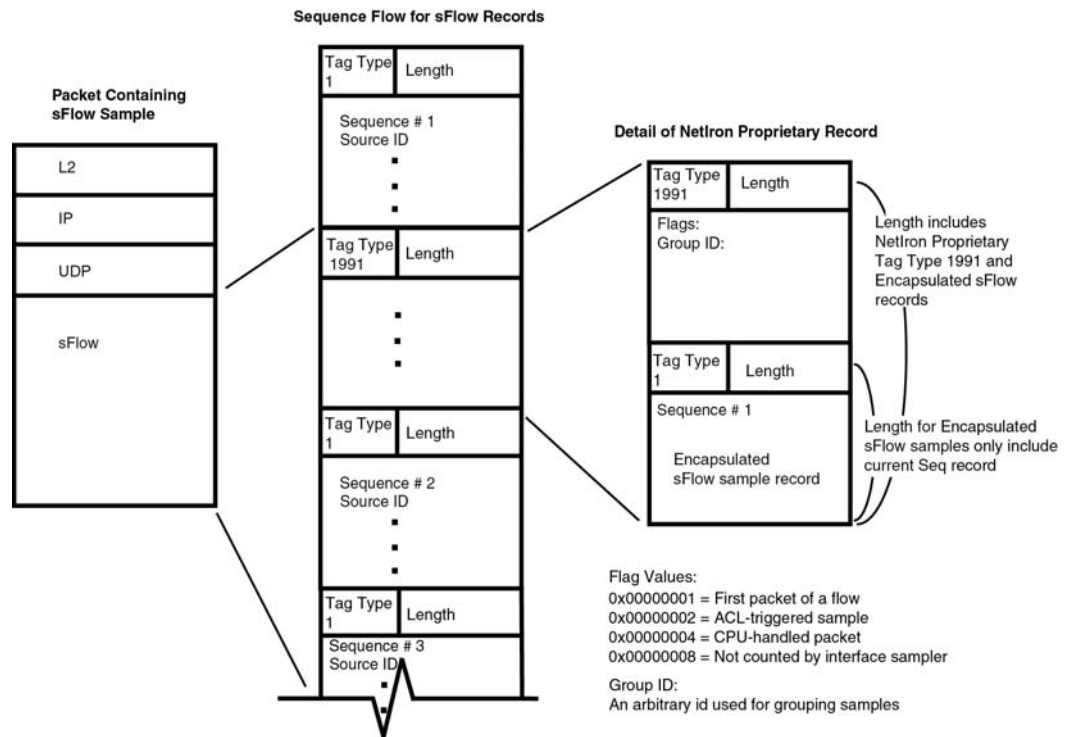 Sequence Flow for sFlow Records
Packet Containing
sFlow Sample
L2
IP
UDP
sFlow
Tag Type
1
Length
Sequence # 1
Source ID
Tag Type
1991
Length
Tag Type
1
Length
Sequence # 2
Source ID
Tag Type
1
Length
Sequence # 3
Source ID
Detail of NetIron Proprietary Record
Tag Type
1991
Length
Flags:
Group ID:
Tag Type
1
Length
Sequence # 1
Encapsulated
sFlow sample record
Length includes
NetIron Proprietary
Tag Type 1991 and
Encapsulated sFlow
records
Length for Encapsulated
sFlow samples only include
current Seq record
Flag Values:
0x00000001 = First packet of a flow
0x00000002 = ACL-triggered sample
0x00000004 = CPU-handled packet
0x00000008 = Not counted by interface sampler
Group ID:
An arbitrary id used for grouping samples